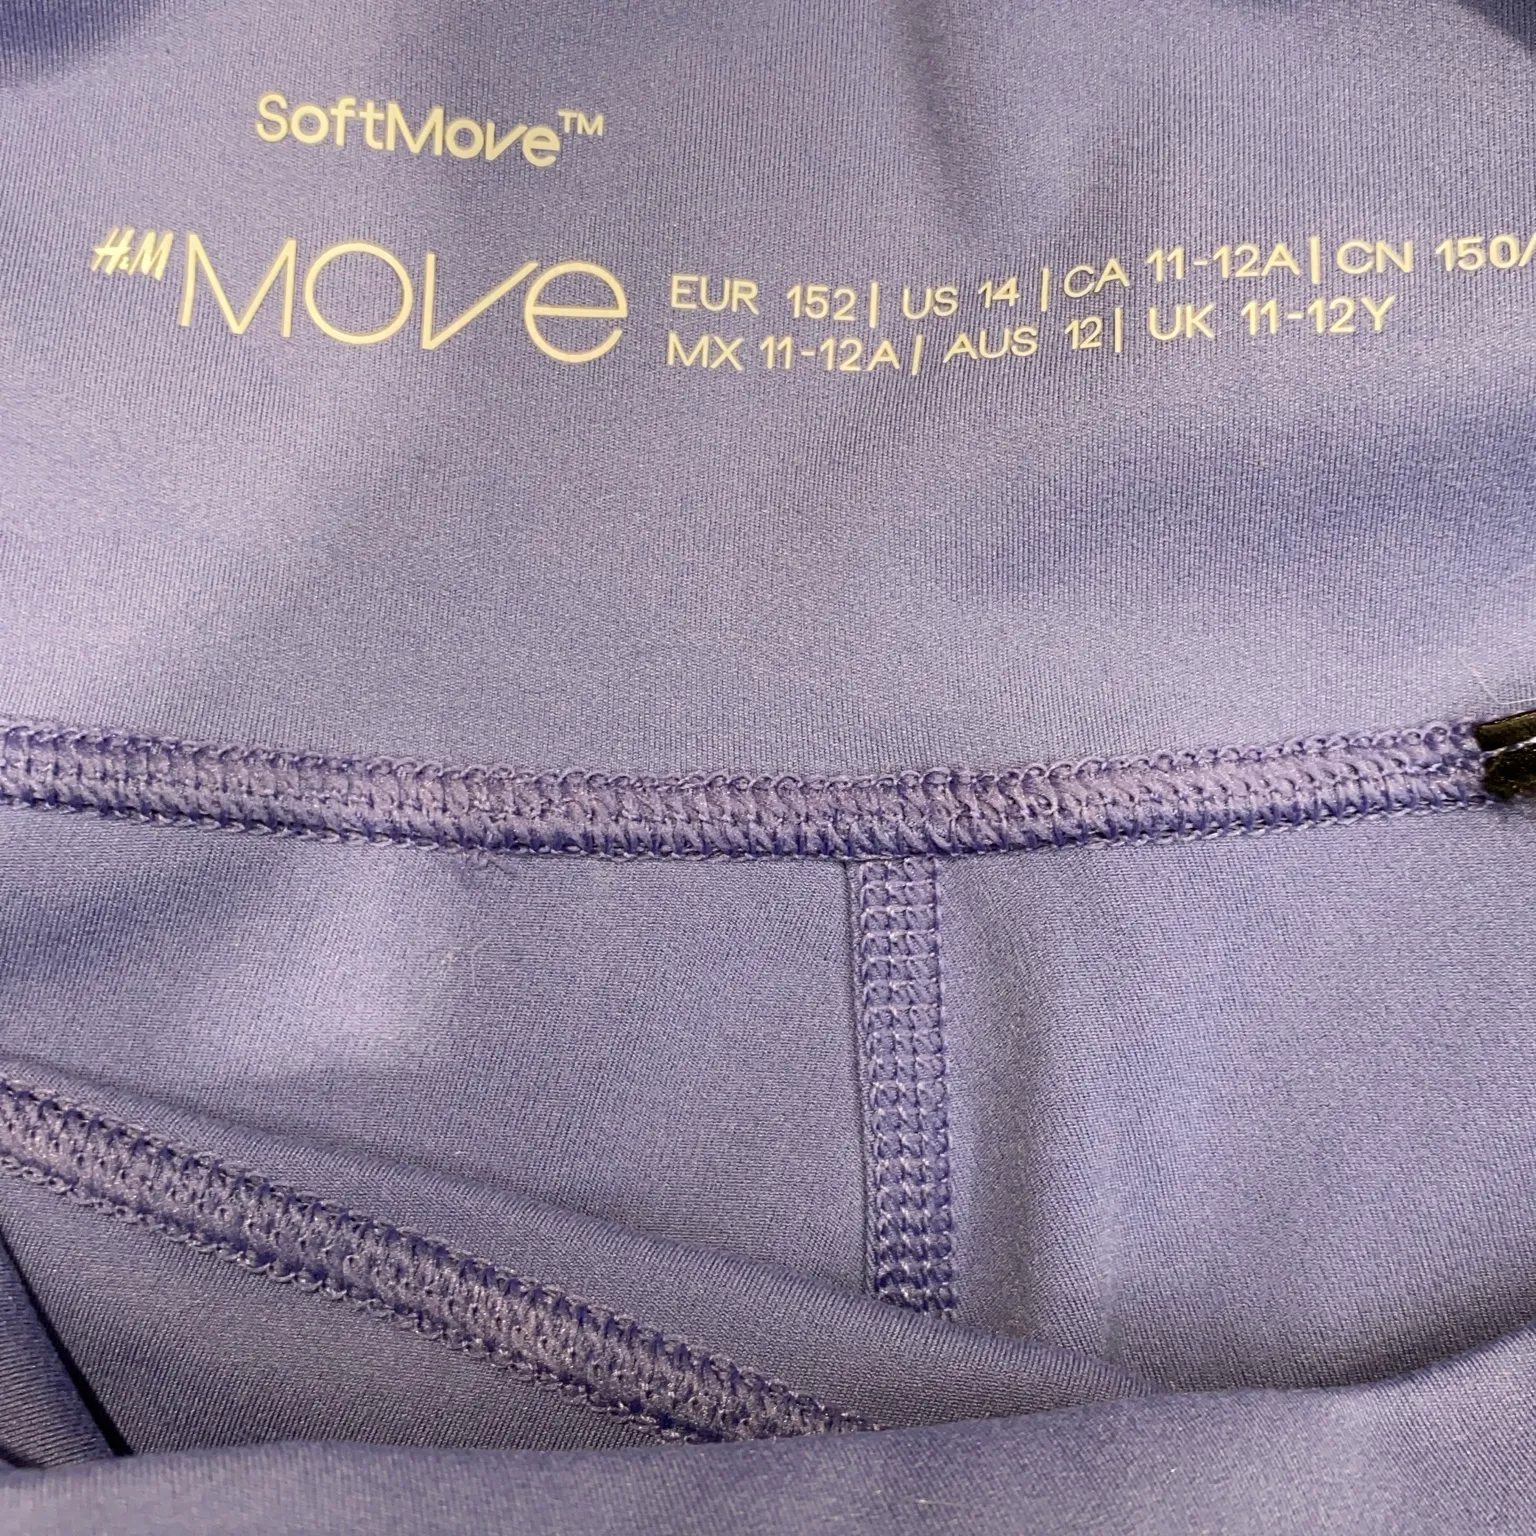 SoftMove™
H&M MOVE
EUR 152 | US 14 | CA 11-12A | CN 150/
MX 11-12A | AUS 12 | UK 11-12Y